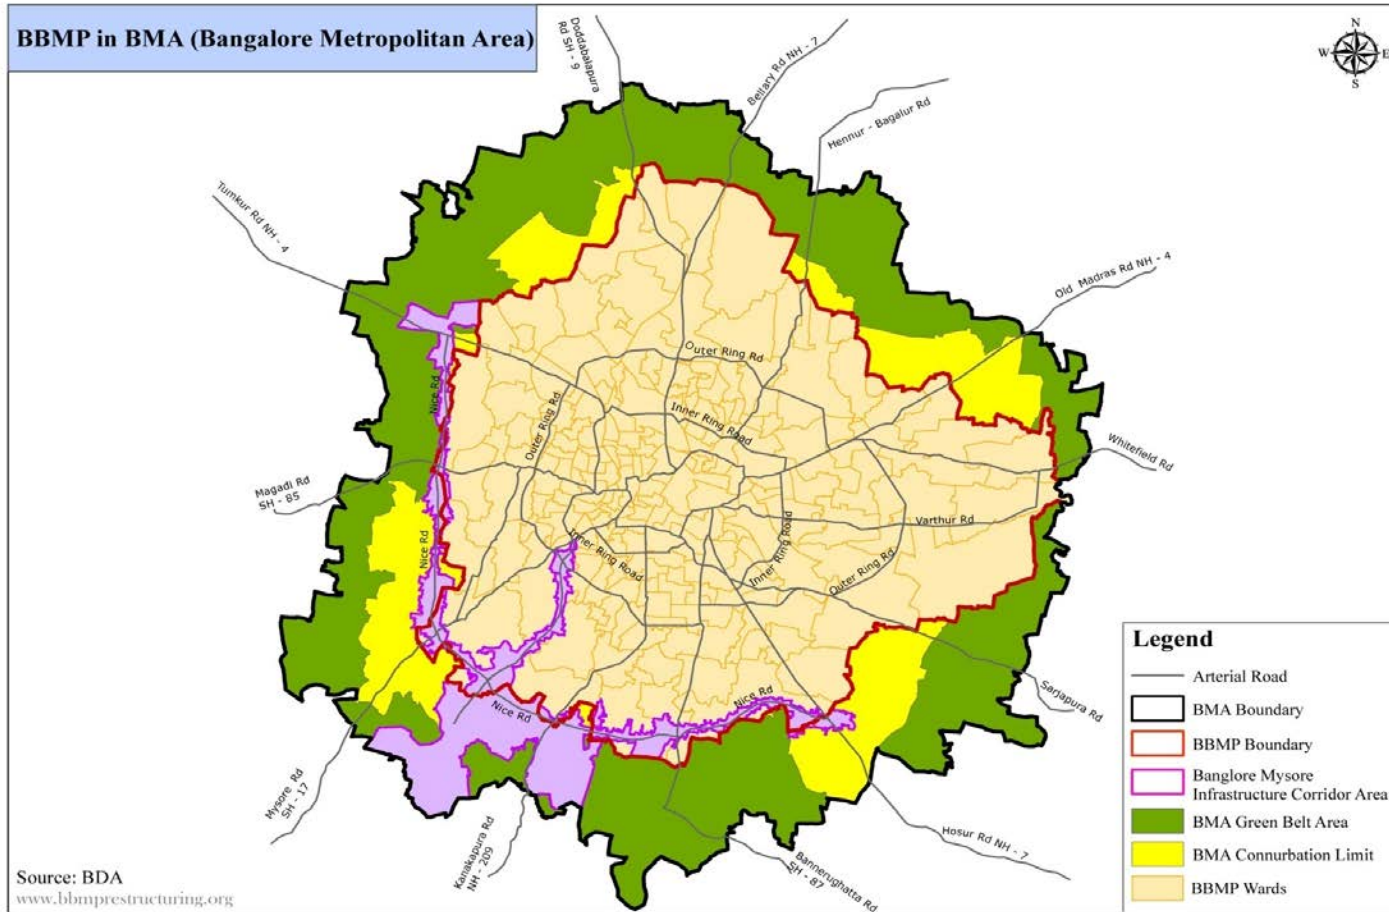 BBMP in BMA (Bangalore Metropolitan Area)
N
W
E
S
Doddabalapura
Rd SH - 9
Bellary Rd NH - 7
Hennur - Bagalur Rd
Tumkur Rd NH - 4
Old Madras Rd NH - 4
Outer Ring Rd
Nice Rd
Outer Ring Rd
Inner Ring Road
Whitefield Rd
Magadi Rd
SH - 85
Nice Rd
Varthur Rd
Inner Ring Road
Inner Ring Road
Outer Ring Rd
Nice Rd
Nice Rd
Sarjapura Rd
Mysore Rd
SH - 17
Kanakapura Rd
NH - 209
Bannerughatta Rd
SH - 87
Hosur Rd NH - 7
Legend
Arterial Road
BMA Boundary
BBMP Boundary
Banglore Mysore
Infrastructure Corridor Area
BMA Green Belt Area
BMA Connurbation Limit
BBMP Wards
Source: BDA
www.bbmprestructuring.org